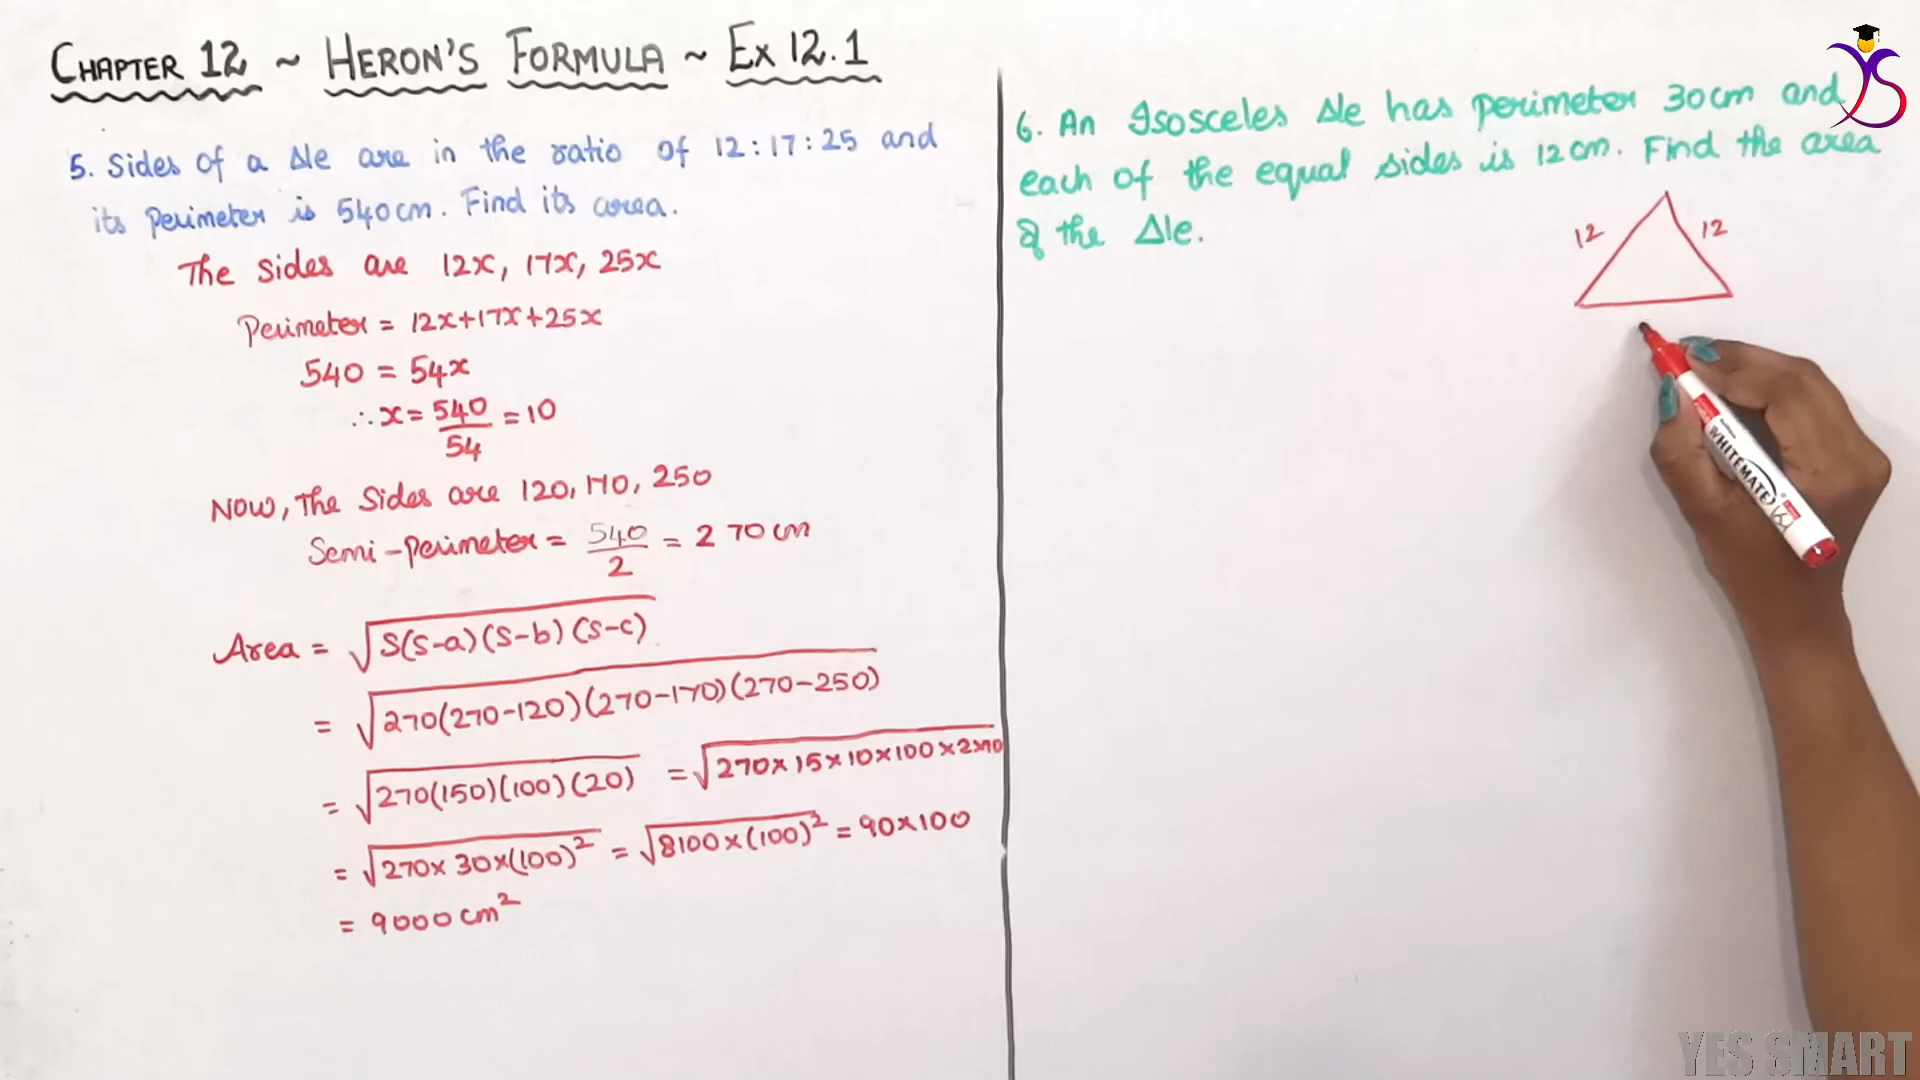 CHAPTER 12 ~ HERON'S FORMULA ~ EX 12.1
5. Sides of a Δle are in the ratio of 12:17:25 and
its perimeter is 540cm. Find its area.
The sides are 12x, 17x, 25x
Perimeter = 12x+17x+25x
540 = 54x
∴x = 540/54 = 10
Now, The Sides are 120, 170, 250
Semi-perimeter = 540/2 = 270 cm
Area = √S(S-a)(S-b)(S-c)
= √270(270-120)(270-170)(270-250)
= √270(150)(100)(20) = √270×15×10×100×2×10
= √270×30×(100)² = √8100×(100)² = 90×100
= 9000 cm²
6. An Isosceles Δle has perimeter 30cm and
each of the equal sides is 12cm. Find the area
of the Δle.
12 12
WHITEMATE
YS
YES SMART